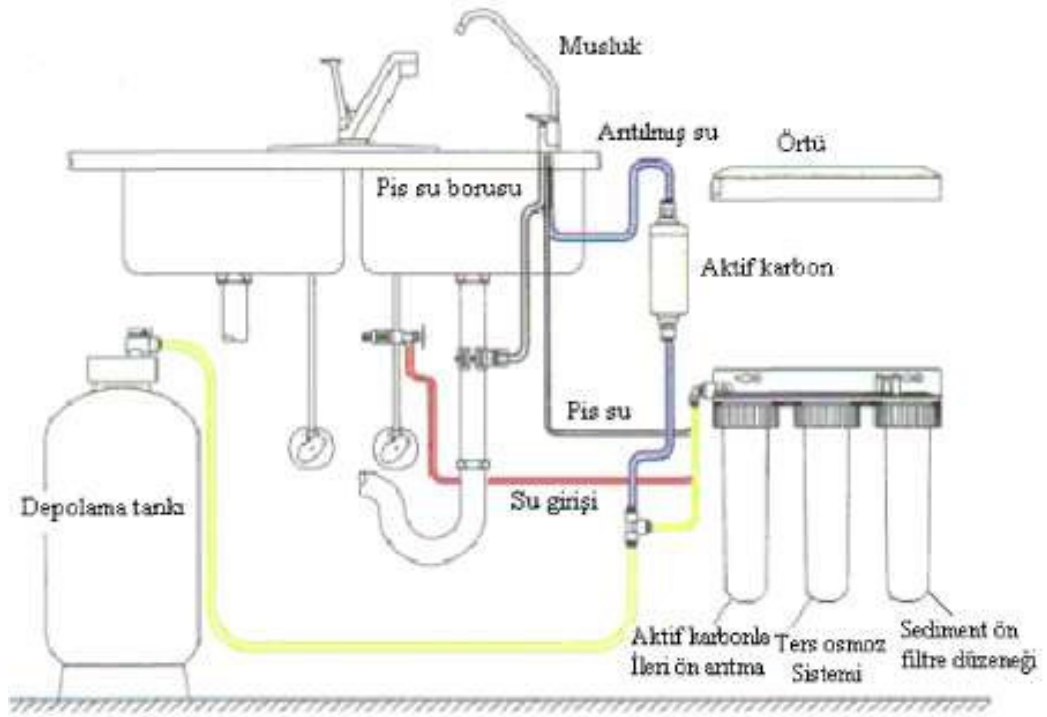 Musluk
Arıtılmış su
Örtü
Pis su borusu
Aktif karbon
Pis su
Depolama tankı
Su girişi
Aktif karbonla
İleri ön arıtma
Ters osmoz
Sistemi
Sediment ön
filtre düzeneği